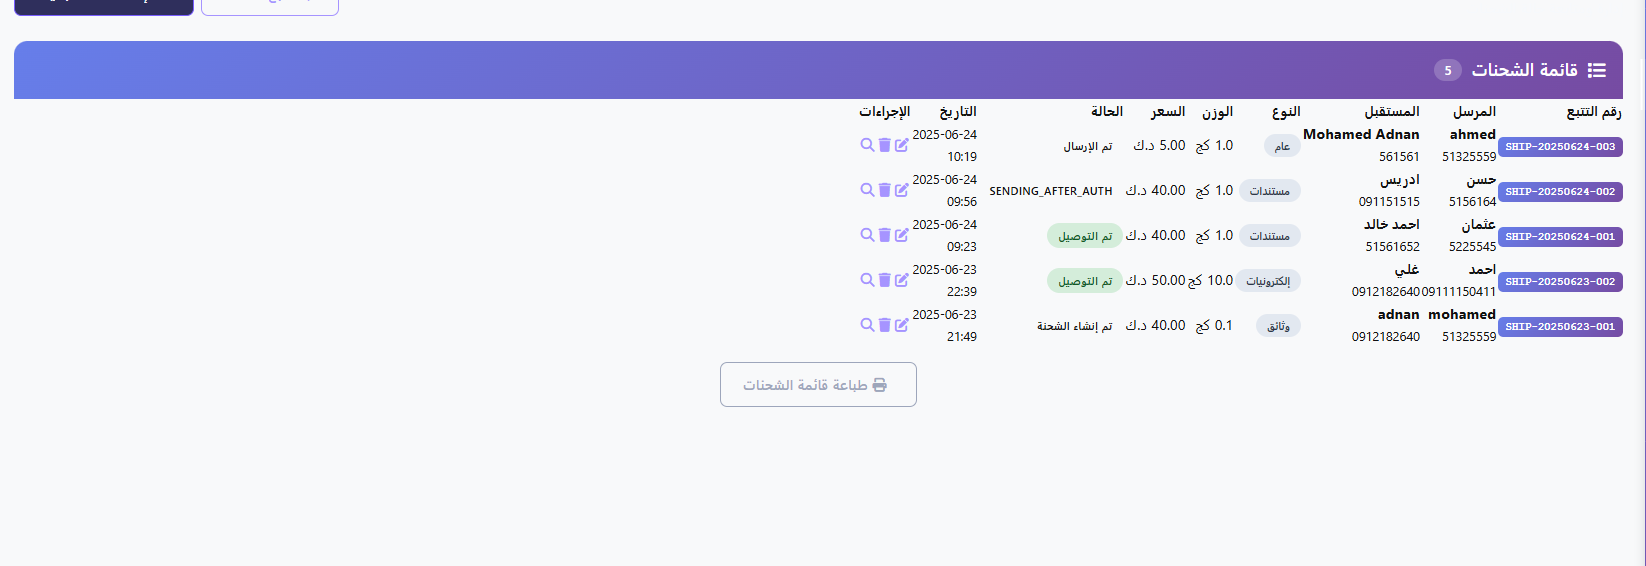 قائمة الشحنات 5
رقم التتبع المرسل المستقبل النوع الوزن السعر الحالة التاريخ الإجراءات
SHIP-20250624-003 ahmed 51325559 Mohamed Adnan 561561 عام 1.0 كج 5.00 د.ك تم الإرسال 2025-06-24 10:19
SHIP-20250624-002 حسن 5156164 ادريس 091151515 مستندات 1.0 كج 40.00 د.ك SENDING_AFTER_AUTH 2025-06-24 09:56
SHIP-20250624-001 عثمان 5225545 احمد خالد 51561652 مستندات 1.0 كج 40.00 د.ك تم التوصيل 2025-06-24 09:23
SHIP-20250623-002 احمد 09111150411 غلي 0912182640 إلكترونيات 10.0 كج 50.00 د.ك تم التوصيل 2025-06-23 22:39
SHIP-20250623-001 mohamed 51325559 adnan 0912182640 وثائق 0.1 كج 40.00 د.ك تم إنشاء الشحنة 2025-06-23 21:49
طباعة قائمة الشحنات